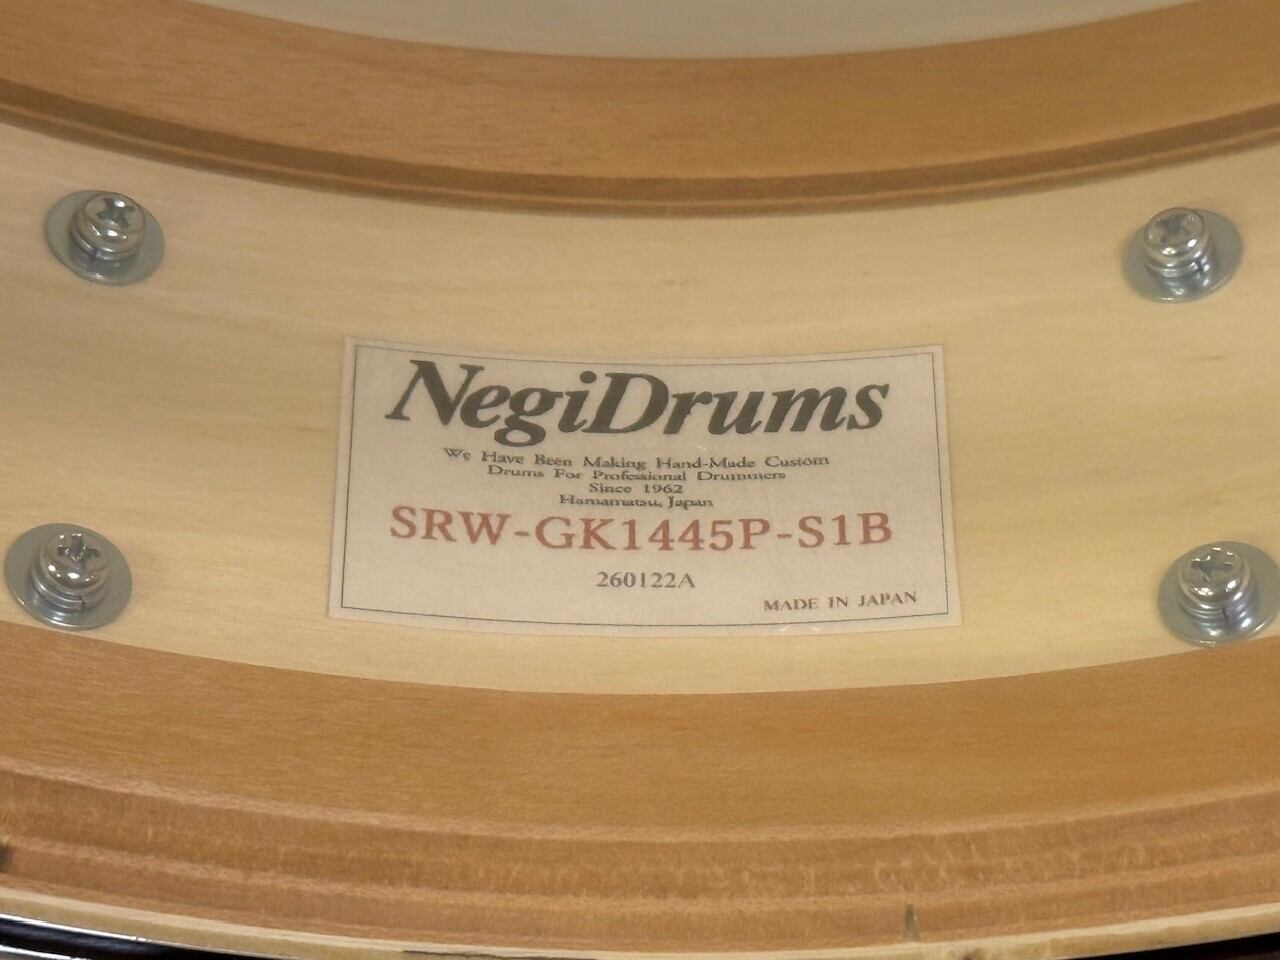 NegiDrums
We Have Been Making Hand-Made Custom
Drums For Professional Drummers
Since 1962
Hamamatsu, Japan
SRW-GK1445P-S1B
260122A
MADE IN JAPAN